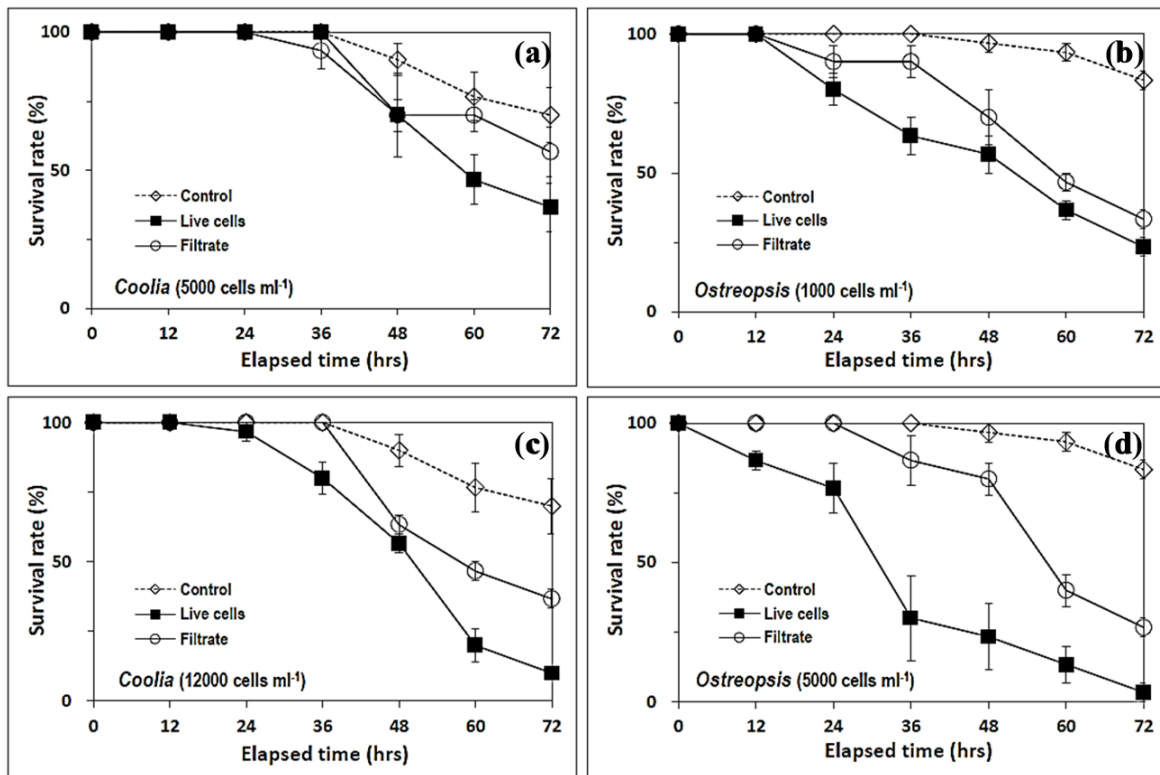 (a)
Survival rate (%)
100
50
0
Control
Live cells
Filtrate
Coolia (5000 cells ml-1)
0 12 24 36 48 60 72
Elapsed time (hrs)
(b)
Survival rate (%)
100
50
0
Control
Live cells
Filtrate
Ostreopsis (1000 cells ml-1)
0 12 24 36 48 60 72
Elapsed time (hrs)
(c)
Survival rate (%)
100
50
0
Control
Live cells
Filtrate
Coolia (12000 cells ml-1)
0 12 24 36 48 60 72
Elapsed time (hrs)
(d)
Survival rate (%)
100
50
0
Control
Live cells
Filtrate
Ostreopsis (5000 cells ml-1)
0 12 24 36 48 60 72
Elapsed time (hrs)